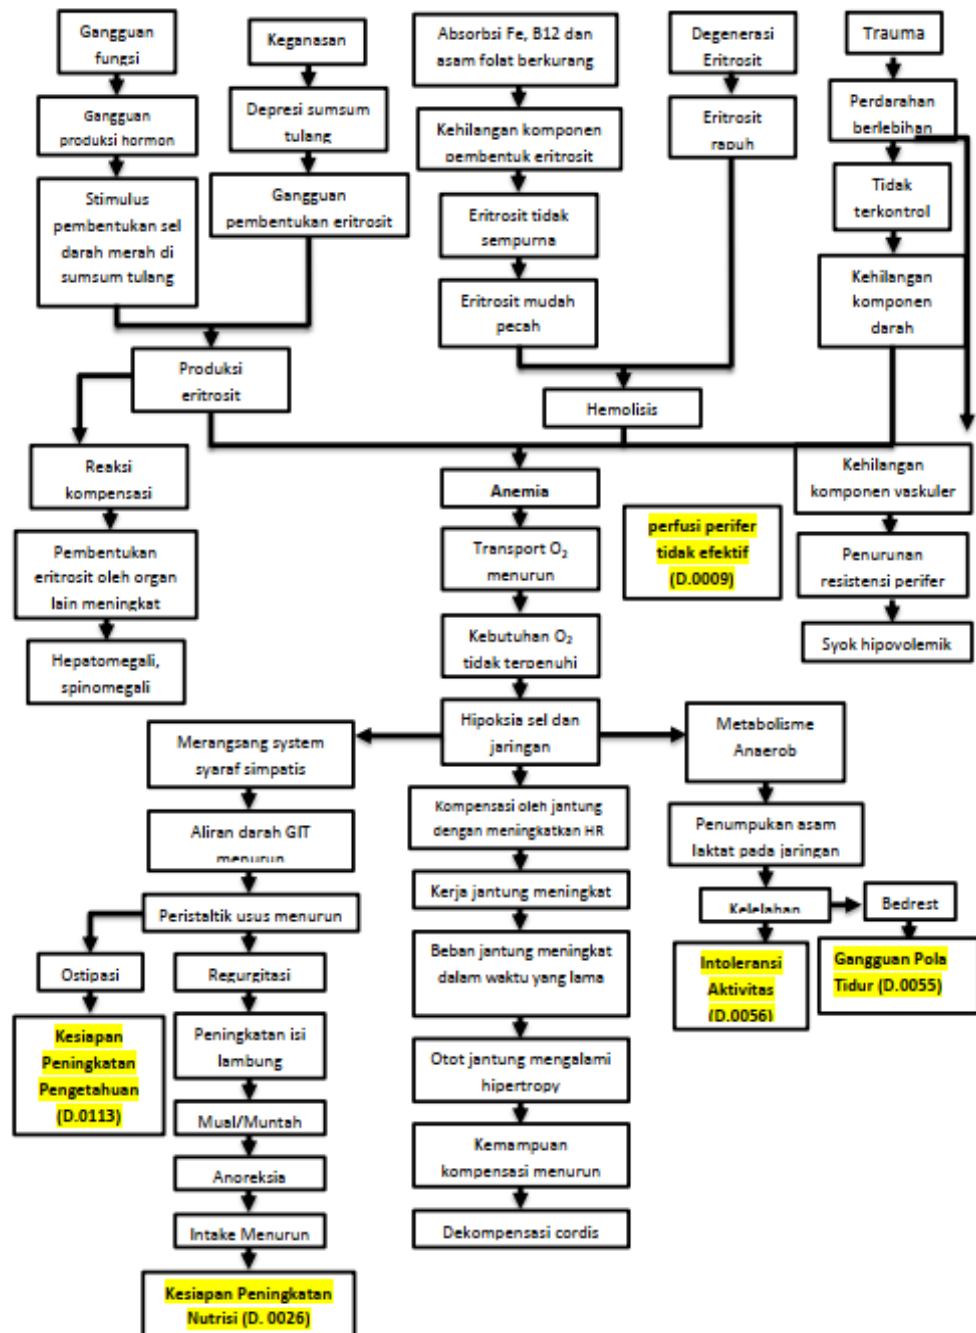 Gangguan
fungsi
Keganasan
Absorbsi Fe, B12 dan
asam folat berkurang
Degenerasi
Eritrosit
Trauma
Gangguan
produksi hormon
Depresi sumsum
tulang
Kehilangan komponen
pembentuk eritrosit
Eritrosit
rapuh
Perdarahan
berlebihan
Stimulus
pembentukan sel
darah merah di
sumsum tulang
Gangguan
pembentukan eritrosit
Eritrosit tidak
sempurna
Tidak
terkontrol
Eritrosit mudah
pecah
Kehilangan
komponen
darah
Produksi
eritrosit
Hemolisis
Reaksi
kompensasi
Anemia
Kehilangan
komponen vaskuler
perfusi perifer
tidak efektif
(D.0009)
Pembentukan
eritrosit oleh organ
lain meningkat
Transport O₂
menurun
Penurunan
resistensi perifer
Hepatomegali,
spinomegali
Kebutuhan O₂
tidak terpenuhi
Syok hipovolemik
Merangsang system
syaraf simpatis
Hipoksia sel dan
jaringan
Metabolisme
Anaerob
Aliran darah GIT
menurun
Kompensasi oleh jantung
dengan meningkatkan HR
Penumpukan asam
laktat pada jaringan
Peristaltik usus menurun
Kerja jantung meningkat
Kelelahan
Bedrest
Ostipasi
Regurgitasi
Beban jantung meningkat
dalam waktu yang lama
Intoleransi
Aktivitas
(D.0056)
Gangguan Pola
Tidur (D.0055)
Kesiapan
Peningkatan
Pengetahuan
(D.0113)
Peningkatan isi
lambung
Otot jantung mengalami
hipertropy
Mual/Muntah
Kemampuan
kompensasi menurun
Anoreksia
Intake Menurun
Dekompensasi cordis
Kesiapan Peningkatan
Nutrisi (D. 0026)